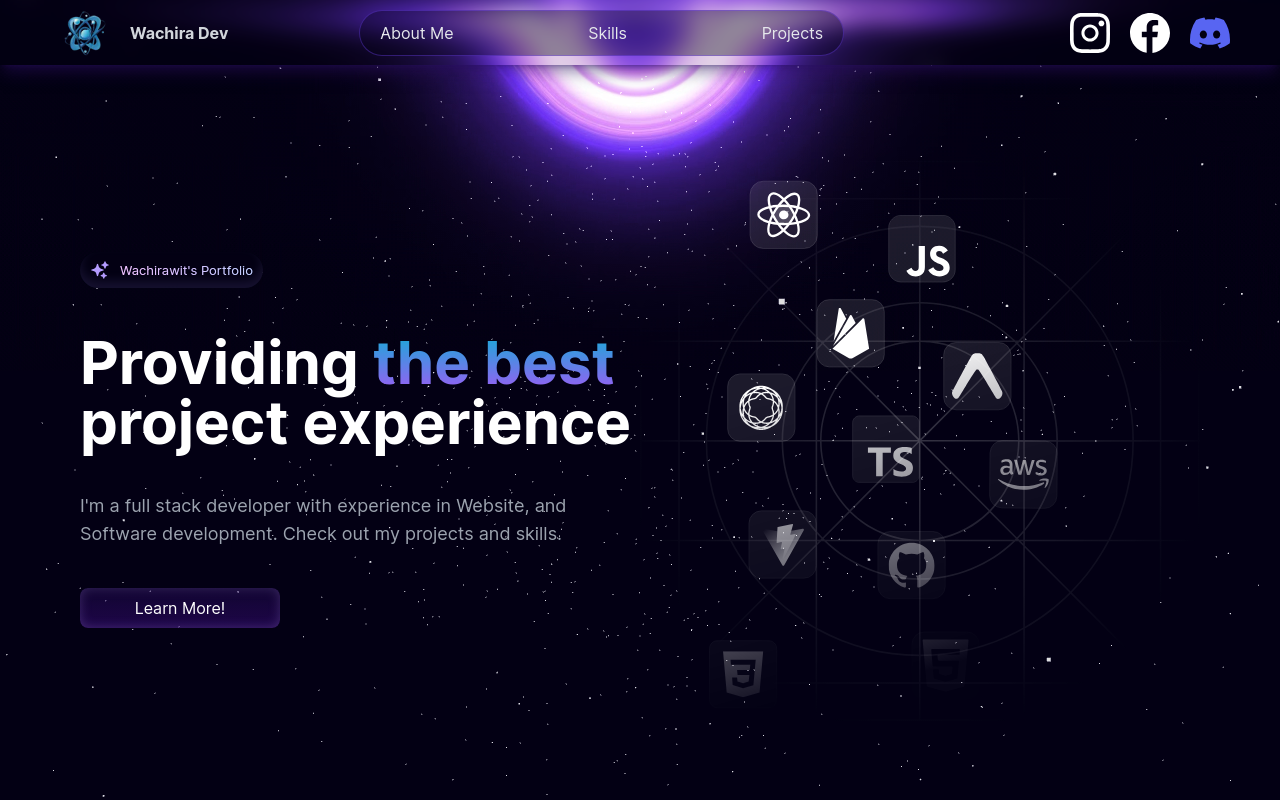 Wachira Dev
About Me
Skills
Projects
Wachirawit's Portfolio
Providing the best
project experience
I'm a full stack developer with experience in Website, and
Software development. Check out my projects and skills.
Learn More!
JS
TS
aws
3
5